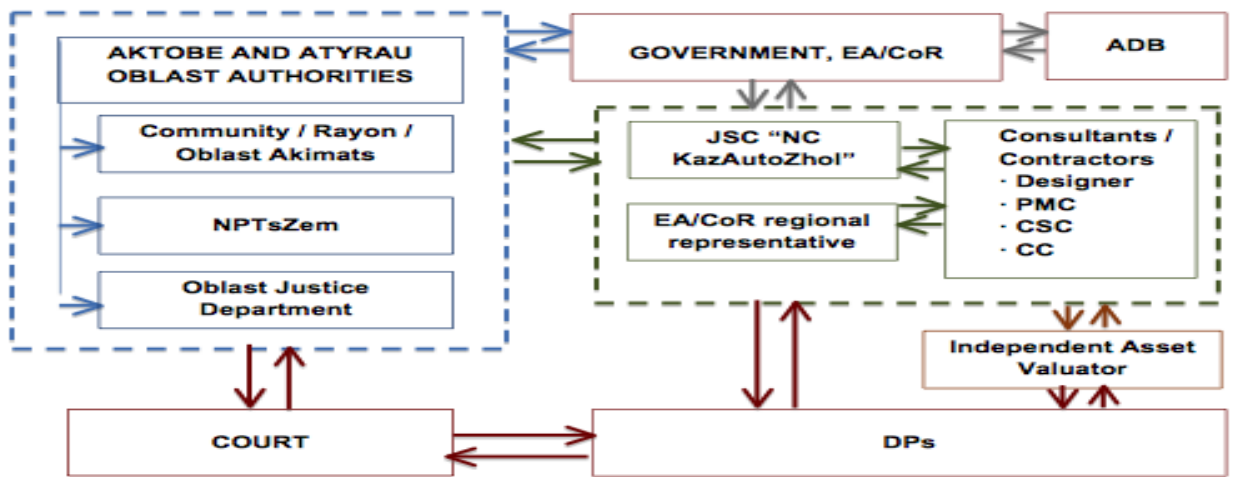 AKTOBE AND ATYRAU
OBLAST AUTHORITIES
Community / Rayon /
Oblast Akimats
NPTsZem
Oblast Justice
Department
GOVERNMENT, EA/CoR
ADB
JSC “NC
KazAutoZhol”
EA/CoR regional
representative
Consultants /
Contractors
· Designer
· PMC
· CSC
· CC
Independent Asset
Valuator
COURT
DPs